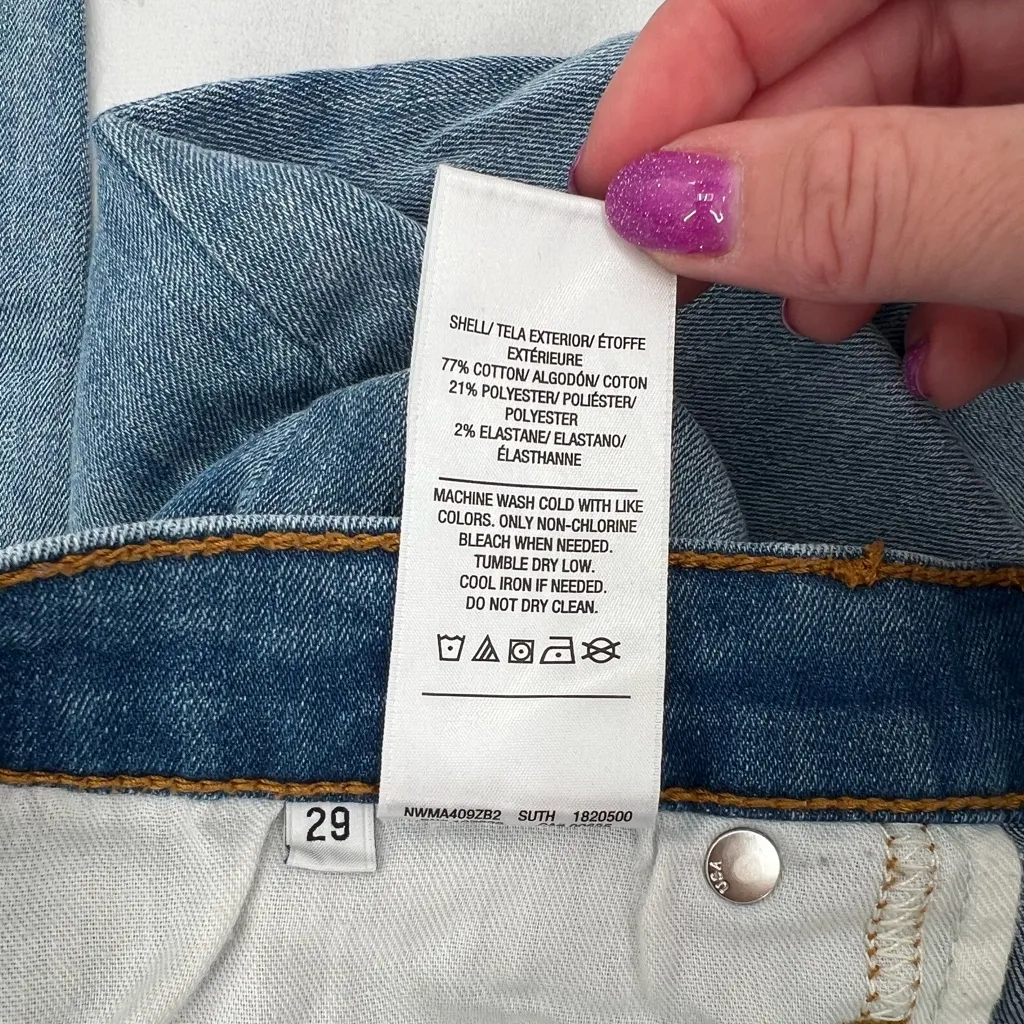 SHELL/ TELA EXTERIOR/ ÉTOFFE
EXTÉRIEURE
77% COTTON/ ALGODÓN/ COTON
21% POLYESTER/ POLIÉSTER/
POLYESTER
2% ELASTANE/ ELASTANO/
ÉLASTHANNE
MACHINE WASH COLD WITH LIKE
COLORS. ONLY NON-CHLORINE
BLEACH WHEN NEEDED.
TUMBLE DRY LOW.
COOL IRON IF NEEDED.
DO NOT DRY CLEAN.
NWMA409ZB2 SUTH 1820500
29
USA